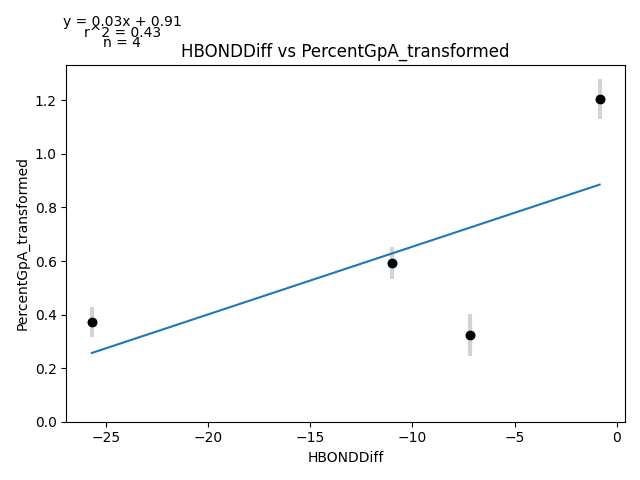 y = 0.03x + 0.91
r^2 = 0.43
n = 4
HBONDDiff vs PercentGpA_transformed
PercentGpA_transformed
1.2
1.0
0.8
0.6
0.4
0.2
0.0
−25
−20
−15
−10
−5
0
HBONDDiff